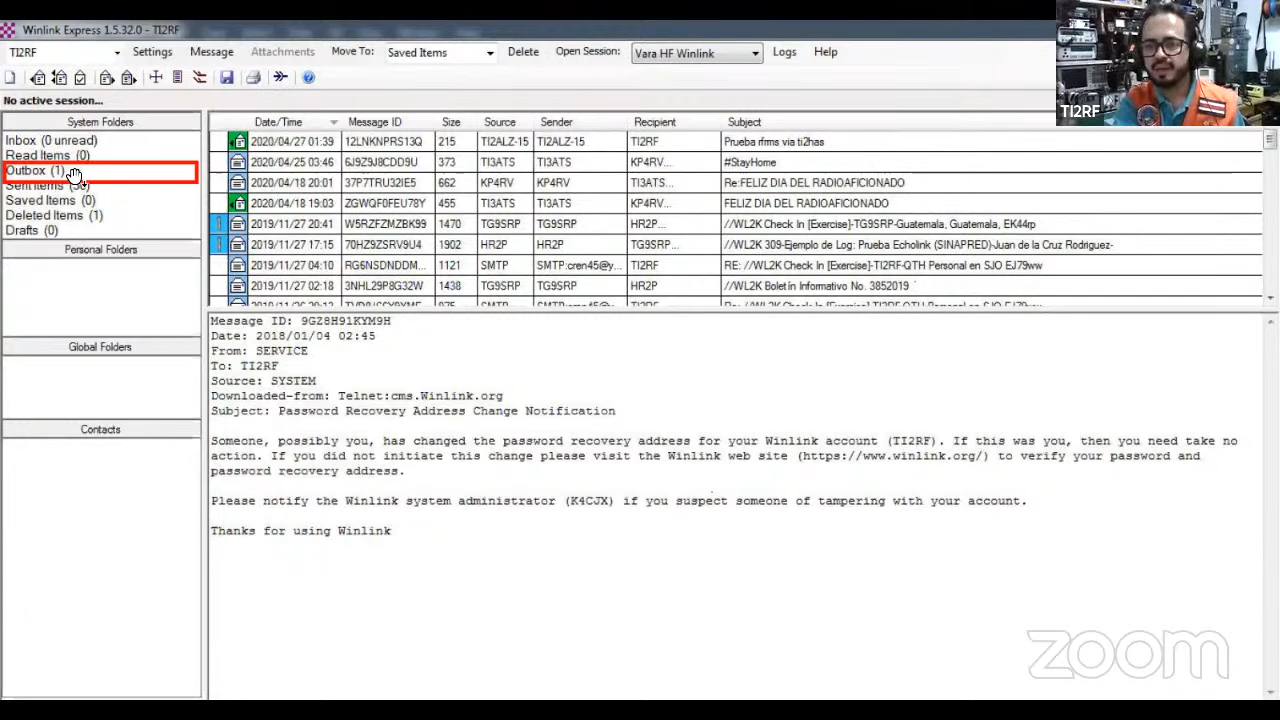 Winlink Express 1.5.32.0 - TI2RF
TI2RF Settings Message Attachments Move To: Saved Items Delete Open Session: Vara HF Winlink Logs Help
No active session...
TI2RF
System Folders
Inbox (0 unread)
Read Items (0)
Outbox (1)
Sent Items
Saved Items (0)
Deleted Items (1)
Drafts (0)
Personal Folders
Global Folders
Contacts
Date/Time Message ID Size Source Sender Recipient Subject
2020/04/27 01:39 12LNKNPRS13Q 215 TI2ALZ-15 TI2ALZ-15 TI2RF Prueba rfms via ti2has
2020/04/25 03:46 6J9Z9J8CDD9U 373 TI3ATS TI3ATS KP4RV... #StayHome
2020/04/18 20:01 37P7TRU32IE5 662 KP4RV KP4RV TI3ATS... Re:FELIZ DIA DEL RADIOAFICIONADO
2020/04/18 19:03 ZGWQF0FEU78Y 455 TI3ATS TI3ATS KP4RV... FELIZ DIA DEL RADIOAFICIONADO
2019/11/27 20:41 W5RZFZMZBK99 1470 TG9SRP TG9SRP HR2P... //WL2K Check In [Exercise]-TG9SRP-Guatemala, Guatemala, EK44rp
2019/11/27 17:15 70HZ9ZSRV9U4 1902 HR2P HR2P TG9SRP... //WL2K 309-Ejemplo de Log: Prueba Echolink (SINAPRED)-Juan de la Cruz Rodriguez-
2019/11/27 04:10 RG6NSDNDDM... 1121 SMTP SMTP:cren45@y... TI2RF RE: //WL2K Check In [Exercise]-TI2RF-QTH Personal en SJO EJ79ww
2019/11/27 02:18 3NHL29P8G32W 1438 TG9SRP TG9SRP HR2P //WL2K Boletín Informativo No. 3852019
Message ID: 9GZ8H91KYM9H
Date: 2018/01/04 02:45
From: SERVICE
To: TI2RF
Source: SYSTEM
Downloaded-from: Telnet:cms.Winlink.org
Subject: Password Recovery Address Change Notification
Someone, possibly you, has changed the password recovery address for your Winlink account (TI2RF). If this was you, then you need take no
action. If you did not initiate this change please visit the Winlink web site (https://www.winlink.org/) to verify your password and
password recovery address.
Please notify the Winlink system administrator (K4CJX) if you suspect someone of tampering with your account.
Thanks for using Winlink
zoom